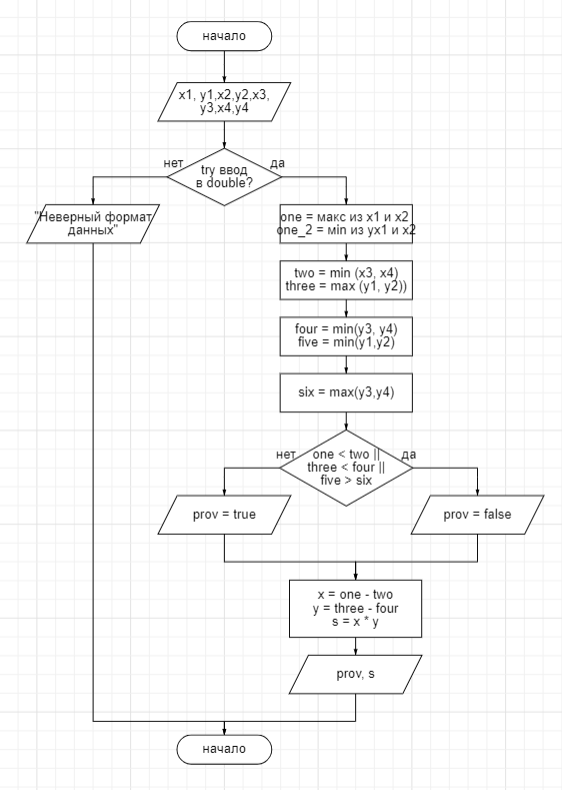 начало
x1, y1,x2,y2,x3,
y3,x4,y4
нет
да
try ввод
в double?
"Неверный формат
данных"
one = макс из x1 и x2
one_2 = min из yx1 и x2
two = min (x3, x4)
three = max (y1, y2))
four = min(y3, y4)
five = min(y1,y2)
six = max(y3,y4)
нет
да
one < two ||
three < four ||
five > six
prov = true
prov = false
x = one - two
y = three - four
s = x * y
prov, s
начало